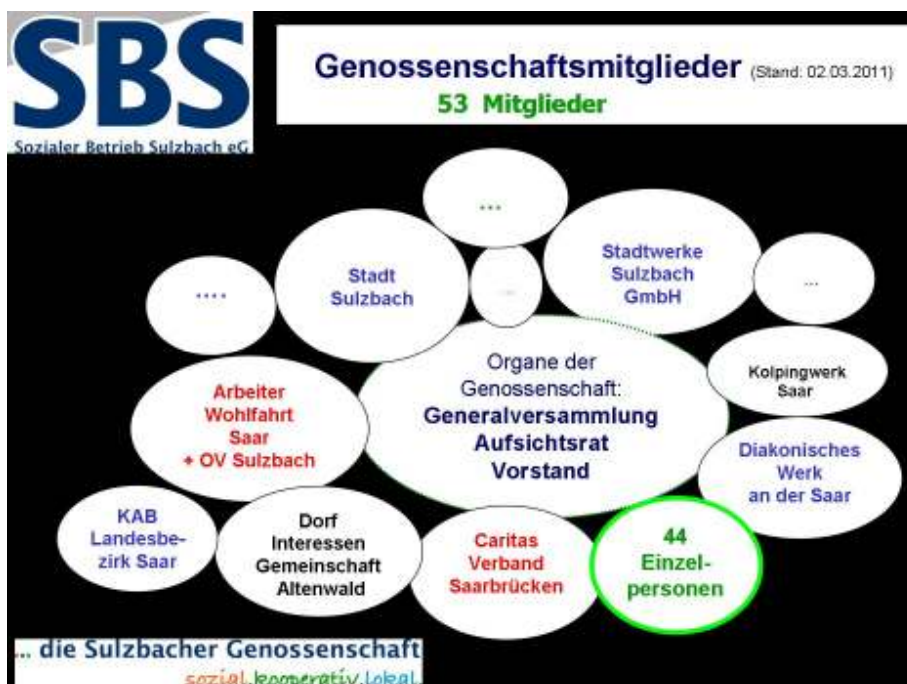 SBS
Sozialer Betrieb Sulzbach eG
Genossenschaftsmitglieder (Stand: 02.03.2011)
53 Mitglieder
...
Stadt
Sulzbach
Stadtwerke
Sulzbach
GmbH
....
...
...
Organe der
Genossenschaft:
Generalversammlung
Aufsichtsrat
Vorstand
Kolpingwerk
Saar
Arbeiter
Wohlfahrt
Saar
+ OV Sulzbach
Diakonisches
Werk
an der Saar
KAB
Landesbe-
zirk Saar
Dorf
Interessen
Gemeinschaft
Altenwald
Caritas
Verband
Saarbrücken
44
Einzel-
personen
... die Sulzbacher Genossenschaft
sozial.kooperativ.lokal.